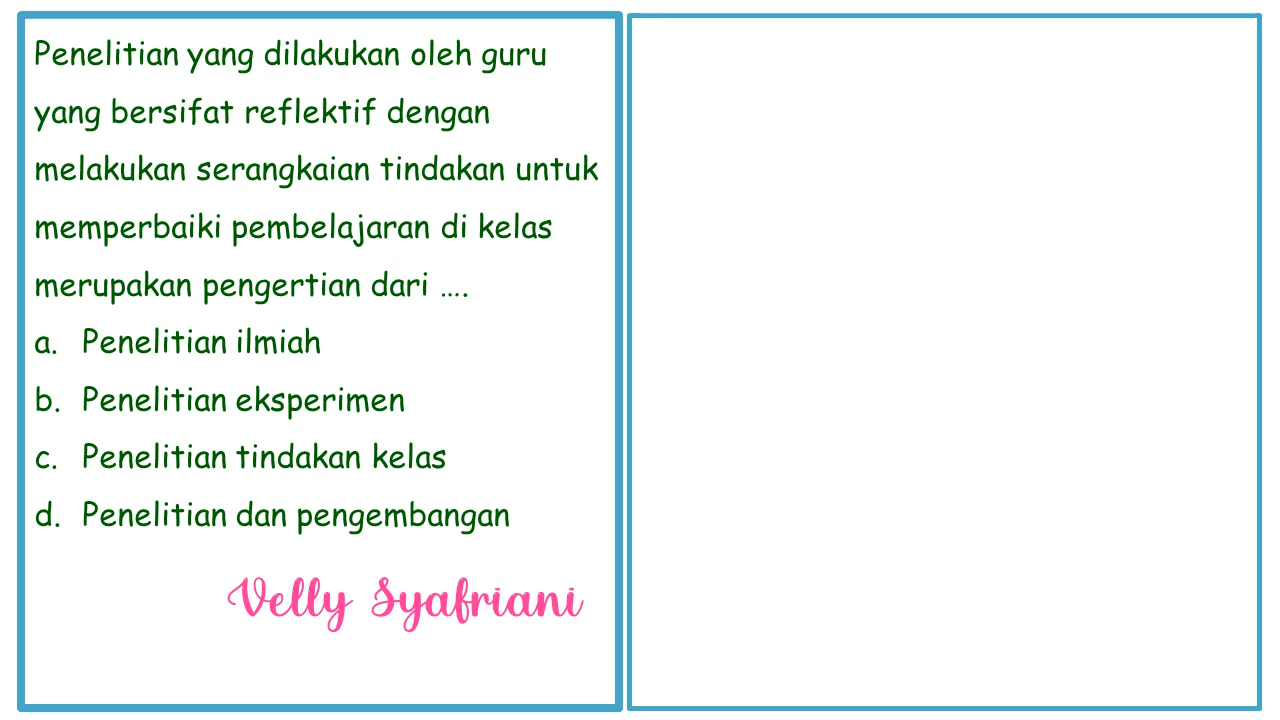 Penelitian yang dilakukan oleh guru
yang bersifat reflektif dengan
melakukan serangkaian tindakan untuk
memperbaiki pembelajaran di kelas
merupakan pengertian dari ....
a. Penelitian ilmiah
b. Penelitian eksperimen
c. Penelitian tindakan kelas
d. Penelitian dan pengembangan
Velly Syafriani